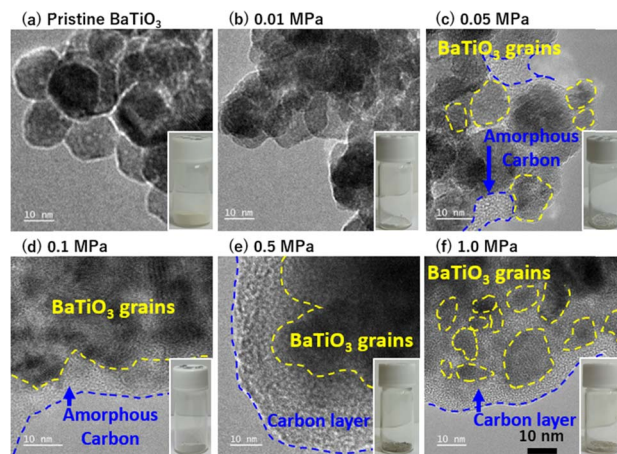 (a) Pristine BaTiO₃
(b) 0.01 MPa
(c) 0.05 MPa
BaTiO₃ grains
Amorphous
Carbon
10 nm
10 nm
10 nm
(d) 0.1 MPa
(e) 0.5 MPa
(f) 1.0 MPa
BaTiO₃ grains
Amorphous
Carbon
10 nm
BaTiO₃ grains
Carbon layer
10 nm
BaTiO₃ grains
Carbon layer
10 nm
10 nm